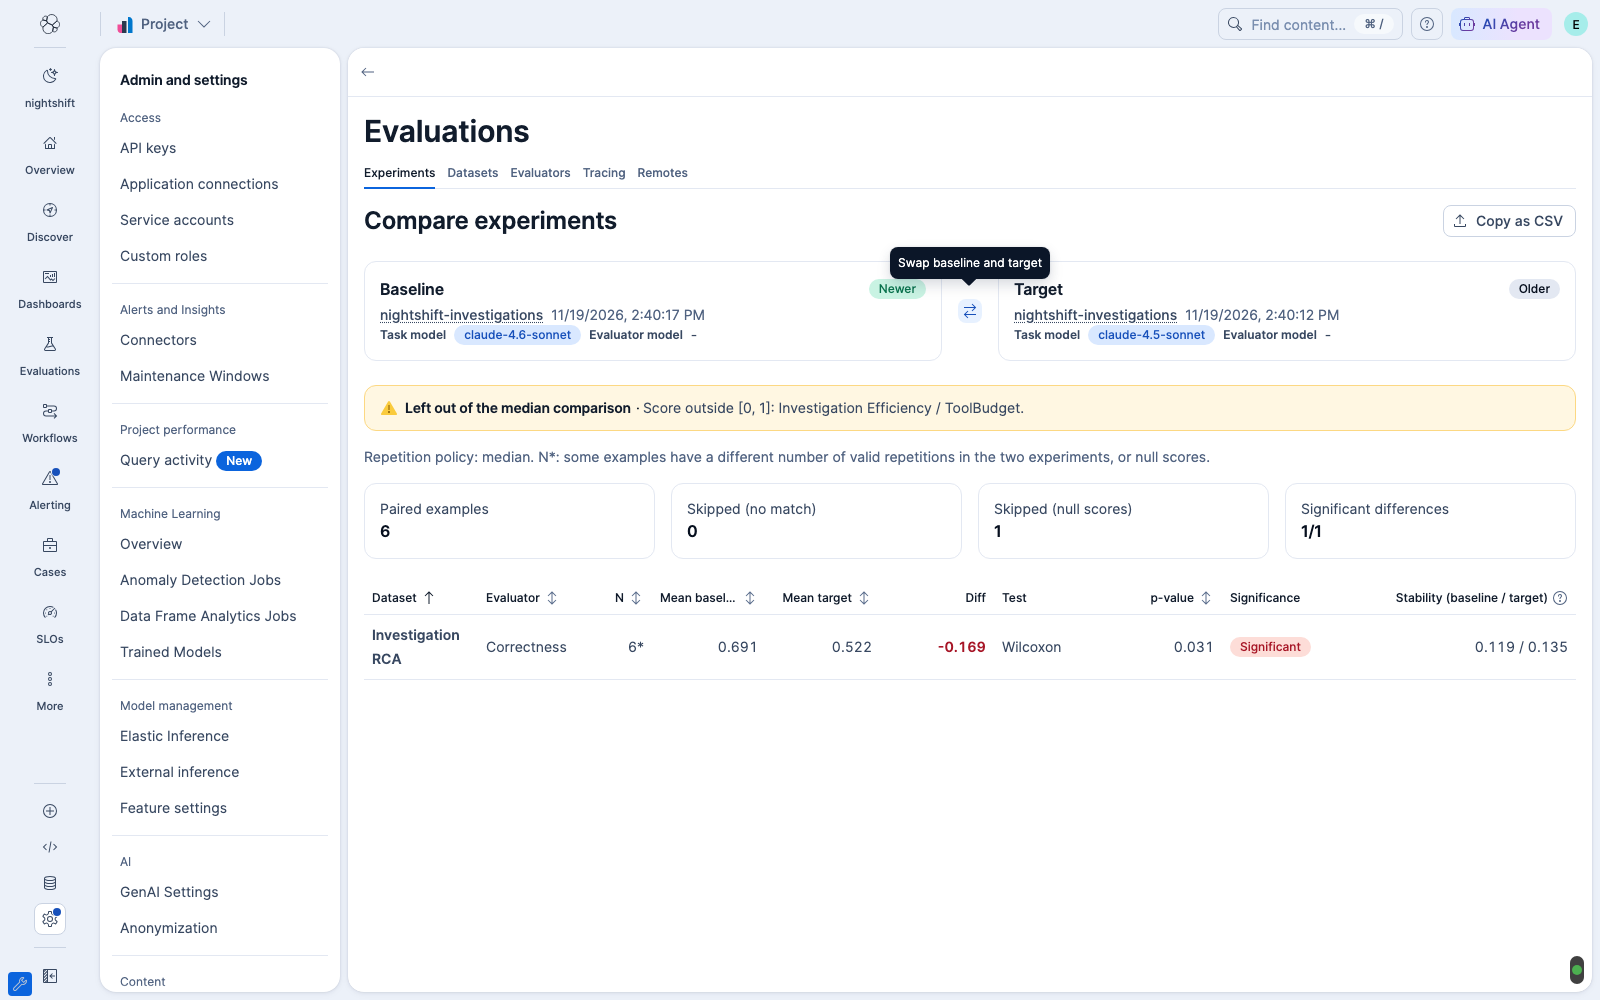 Project
Find content...
⌘ /
AI Agent
E
nightshift
Overview
Discover
Dashboards
Evaluations
Workflows
Alerting
Cases
SLOs
More
Admin and settings
Access
API keys
Application connections
Service accounts
Custom roles
Alerts and Insights
Connectors
Maintenance Windows
Project performance
Query activity New
Machine Learning
Overview
Anomaly Detection Jobs
Data Frame Analytics Jobs
Trained Models
Model management
Elastic Inference
External inference
Feature settings
AI
GenAI Settings
Anonymization
Content
Evaluations
Experiments Datasets Evaluators Tracing Remotes
Compare experiments
Copy as CSV
Swap baseline and target
Baseline
Newer
nightshift-investigations 11/19/2026, 2:40:17 PM
Task model claude-4.6-sonnet Evaluator model -
Target
Older
nightshift-investigations 11/19/2026, 2:40:12 PM
Task model claude-4.5-sonnet Evaluator model -
Left out of the median comparison · Score outside [0, 1]: Investigation Efficiency / ToolBudget.
Repetition policy: median. N*: some examples have a different number of valid repetitions in the two experiments, or null scores.
Paired examples
6
Skipped (no match)
0
Skipped (null scores)
1
Significant differences
1/1
Dataset Evaluator N Mean basel... Mean target Diff Test p-value Significance Stability (baseline / target)
Investigation RCA Correctness 6* 0.691 0.522 -0.169 Wilcoxon 0.031 Significant 0.119 / 0.135